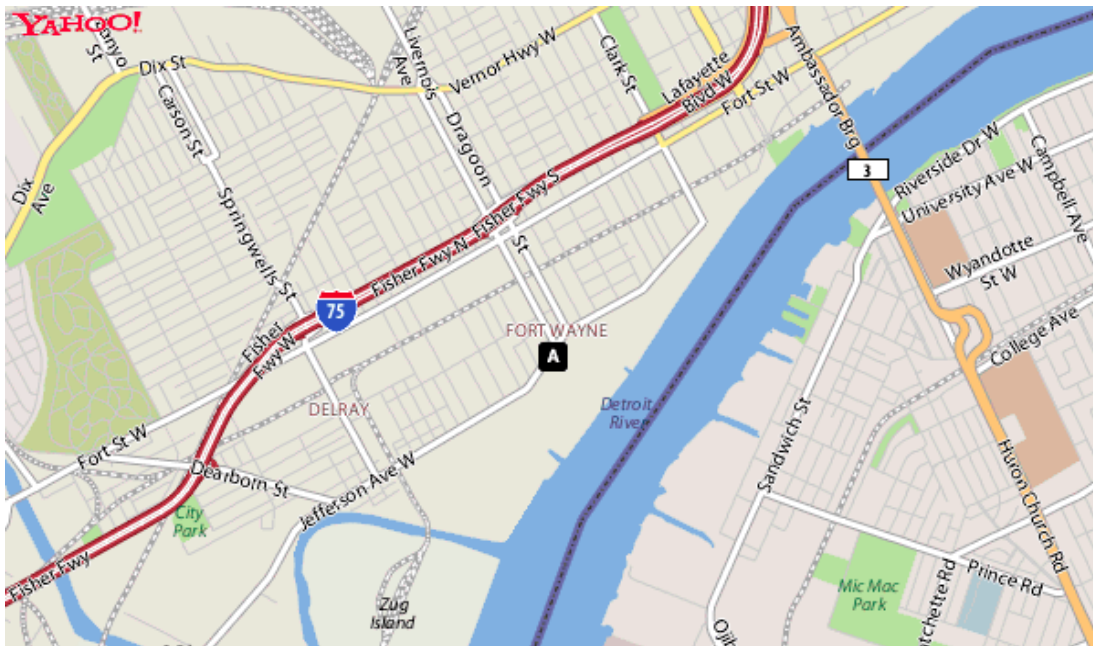 YAHOO!
St
Dix St
Livernois
Ave
Vernor Hwy W
Clark St
Lafayette
Blvd W
Fort St W
Ambassador Brg
3
Riverside Dr W
University Ave W
Campbell Ave
Carson St
Dragoon
St
Dix
Ave
Springwells St
Fisher Fwy N
Fisher Fwy S
Wyandotte
St W
75
Fisher
Fwy W
FORT WAYNE
A
College Ave
DELRAY
Detroit
River
Sandwich St
Fort St W
Dearborn St
Jefferson Ave W
Huron Church Rd
City
Park
Fisher Fwy
Zug
Island
Mic Mac
Park
Prince Rd